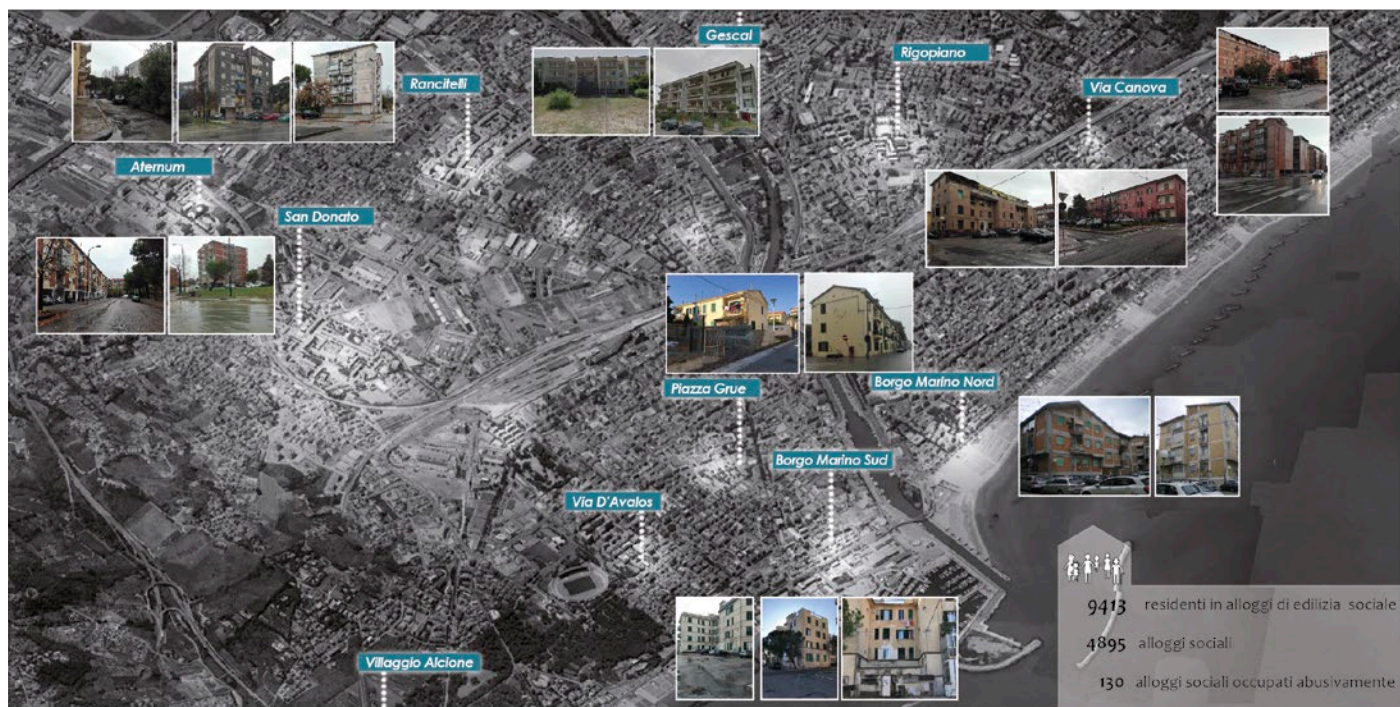 Gescal
Rigopiano
Rancitelli
Via Canova
Aternum
San Donato
Piazza Grue
Borgo Marino Nord
Borgo Marino Sud
Via D'Avalos
Villaggio Alcione
9413 residenti in alloggi di edilizia sociale
4895 alloggi sociali
130 alloggi sociali occupati abusivamente